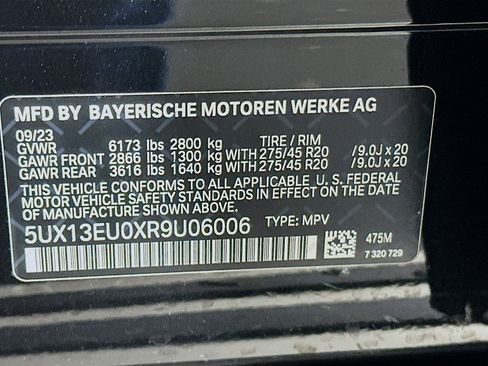 MFD BY BAYERISCHE MOTOREN WERKE AG
09/23
GVWR 6173 lbs 2800 kg TIRE / RIM
GAWR FRONT 2866 lbs 1300 kg WITH 275/45 R20 /9.0J x 20
GAWR REAR 3616 lbs 1640 kg WITH 275/45 R20 /9.0J x 20
THIS VEHICLE CONFORMS TO ALL APPLICABLE U.S. FEDERAL
MOTOR VEHICLE SAFETY STANDARDS IN EFFECT ON THE
DATE OF MANUFACTURE SHOWN ABOVE.
5UX13EU0XR9U06006 TYPE: MPV
475M
7 320 729